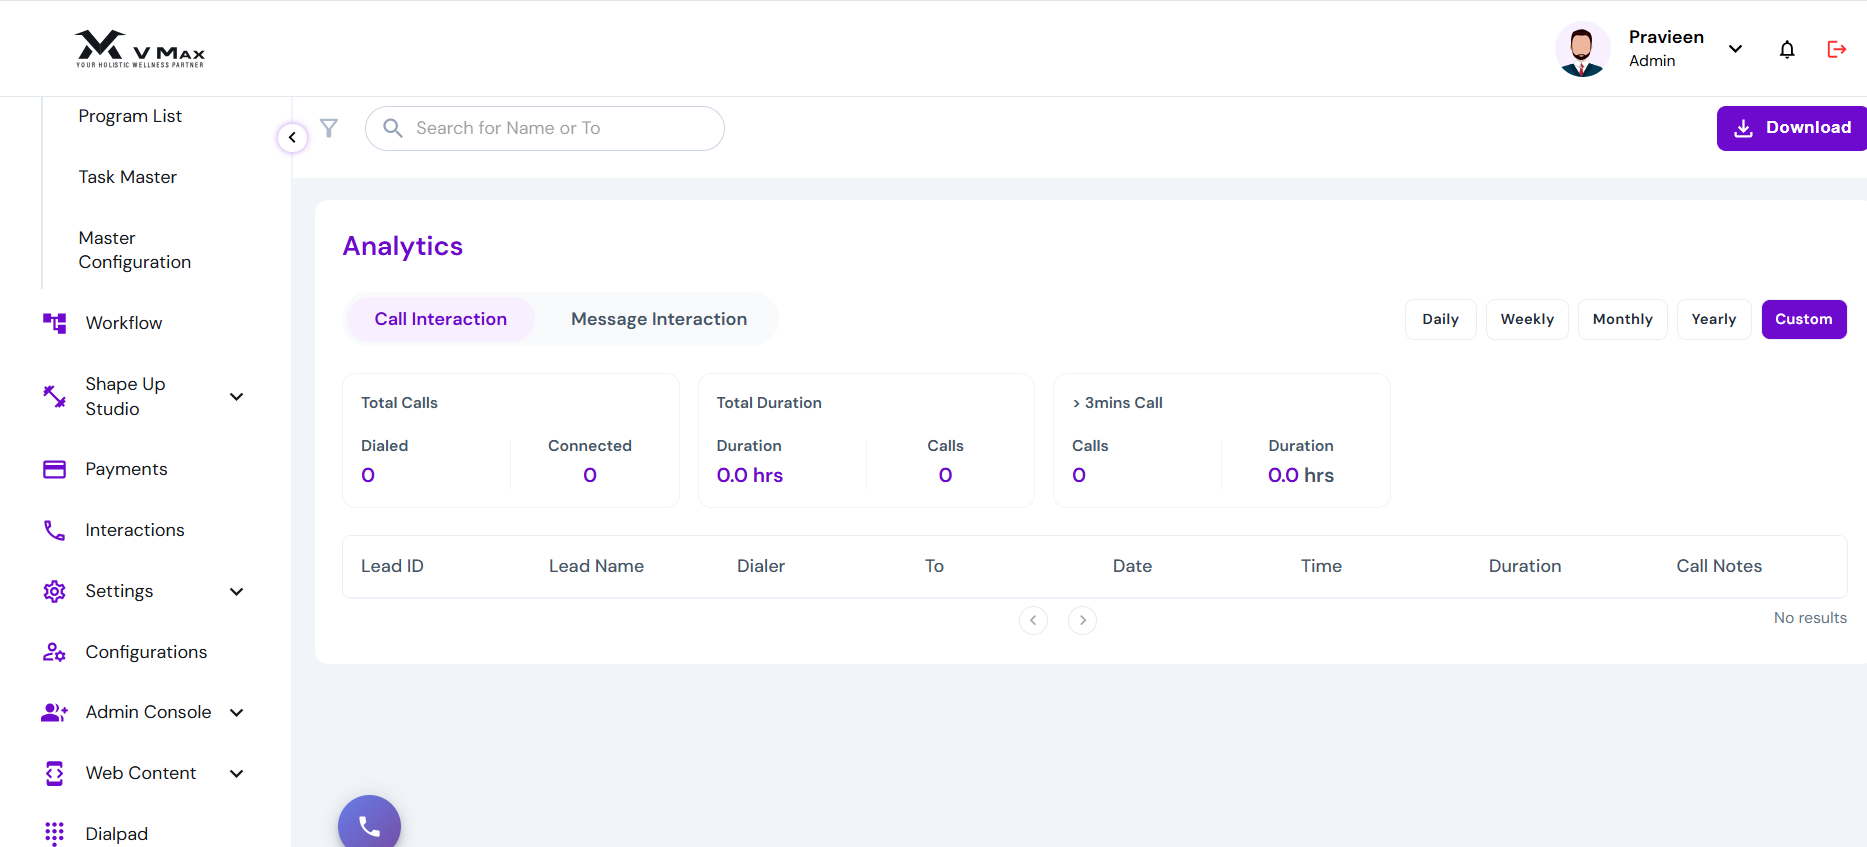 V MAX
YOUR HOLISTIC WELLNESS PARTNER
Pravieen
Admin
Program List
Task Master
Master
Configuration
Workflow
Shape Up
Studio
Payments
Interactions
Settings
Configurations
Admin Console
Web Content
Dialpad
Search for Name or To
Download
Analytics
Call Interaction
Message Interaction
Daily
Weekly
Monthly
Yearly
Custom
Total Calls
Dialed
Connected
0
0
Total Duration
Duration
Calls
0.0 hrs
0
> 3mins Call
Calls
Duration
0
0.0 hrs
Lead ID
Lead Name
Dialer
To
Date
Time
Duration
Call Notes
No results